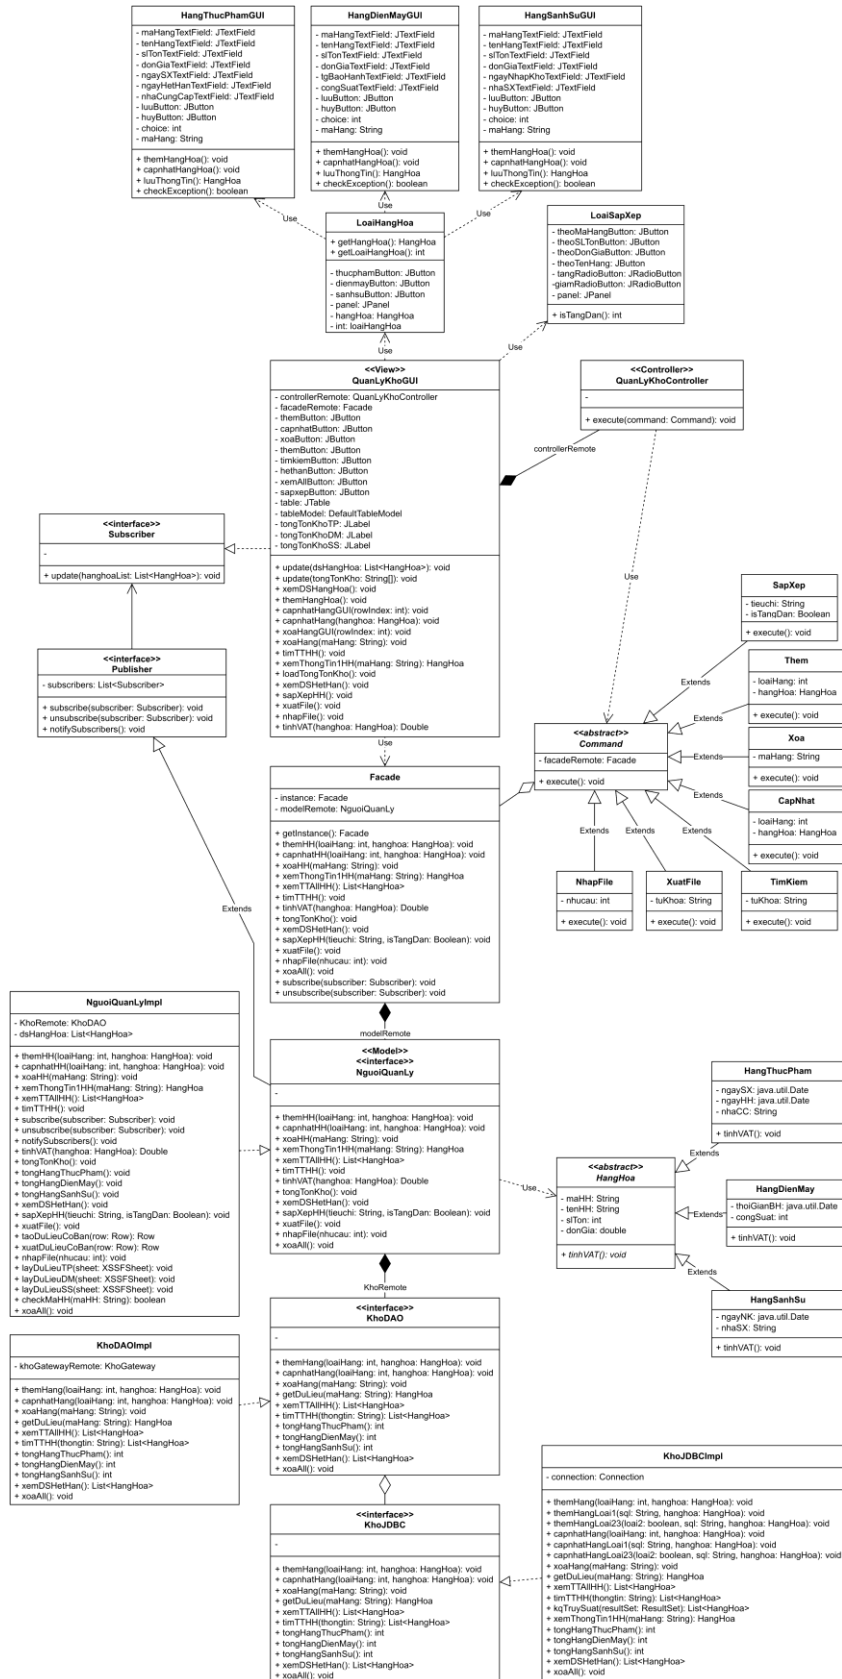 HangThucPhamGUI
- maHangTextField: JTextField
- tenHangTextField: JTextField
- slTonTextField: JTextField
- donGiaTextField: JTextField
- ngaySXTextField: JTextField
- ngayHetHanTextField: JTextField
- nhaCungCapTextField: JTextField
- luuButton: JButton
- huyButton: JButton
- choice: int
- maHang: String
+ themHangHoa(): void
+ capnhatHangHoa(): void
+ luuThongTin(): HangHoa
+ checkException(): boolean
HangDienMayGUI
- maHangTextField: JTextField
- tenHangTextField: JTextField
- slTonTextField: JTextField
- donGiaTextField: JTextField
- tgBaoHanhTextField: JTextField
- congSuatTextField: JTextField
- luuButton: JButton
- huyButton: JButton
- choice: int
- maHang: String
+ themHangHoa(): void
+ capnhatHangHoa(): void
+ luuThongTin(): HangHoa
+ checkException(): boolean
HangSanhSuGUI
- maHangTextField: JTextField
- tenHangTextField: JTextField
- slTonTextField: JTextField
- donGiaTextField: JTextField
- ngayNhapKhoTextField: JTextField
- nhaSXTextField: JTextField
- luuButton: JButton
- huyButton: JButton
- choice: int
- maHang: String
+ themHangHoa(): void
+ capnhatHangHoa(): void
+ luuThongTin(): HangHoa
+ checkException(): boolean
Use
Use
Use
LoaiHangHoa
+ getHangHoa(): HangHoa
+ getLoaiHangHoa(): int
- thucphamButton: JButton
- dienmayButton: JButton
- sanhsuButton: JButton
- panel: JPanel
- hangHoa: HangHoa
- int: loaiHangHoa
LoaiSapXep
- theoMaHangButton: JButton
- theoSLTonButton: JButton
- theoDonGiaButton: JButton
- theoTenHang: JButton
- tangRadioButton: JRadioButton
-giamRadioButton: JRadioButton
- panel: JPanel
+ isTangDan(): int
Use
Use
<<View>>
QuanLyKhoGUI
- controllerRemote: QuanLyKhoController
- facadeRemote: Facade
- themButton: JButton
- capnhatButton: JButton
- xoaButton: JButton
- themButton: JButton
- timkiemButton: JButton
- hethanButton: JButton
- xemAllButton: JButton
- sapxepButton: JButton
- table: JTable
- tableModel: DefaultTableModel
- tongTonKhoTP: JLabel
- tongTonKhoDM: JLabel
- tongTonKhoSS: JLabel
+ update(dsHangHoa: List<HangHoa>): void
+ update(tongTonKho: String[]): void
+ xemDSHangHoa(): void
+ themHangHoa(): void
+ capnhatHangGUI(rowIndex: int): void
+ capnhatHang(hanghoa: HangHoa): void
+ xoaHangGUI(rowIndex: int): void
+ xoaHang(maHang: String): void
+ timTTHH(): void
+ xemThongTin1HH(maHang: String): HangHoa
+ loadTongTonKho(): void
+ xemDSHetHan(): void
+ sapXepHH(): void
+ xuatFile(): void
+ nhapFile(): void
+ tinhVAT(hanghoa: HangHoa): Double
<<Controller>>
QuanLyKhoController
-
+ execute(command: Command): void
controllerRemote
Use
<<interface>>
Subscriber
-
+ update(hanghoaList: List<HangHoa>): void
<<interface>>
Publisher
- subscribers: List<Subscriber>
+ subscribe(subscriber: Subscriber): void
+ unsubscribe(subscriber: Subscriber): void
+ notifySubscribers(): void
Extends
SapXep
- tieuchi: String
- isTangDan: Boolean
+ execute(): void
Extends
Them
- loaiHang: int
- hangHoa: HangHoa
+ execute(): void
Extends
Xoa
- maHang: String
+ execute(): void
Extends
CapNhat
- loaiHang: int
- hangHoa: HangHoa
+ execute(): void
Extends
<<abstract>>
Command
- facadeRemote: Facade
+ execute(): void
Extends
Extends
Extends
NhapFile
- nhucau: int
+ execute(): void
XuatFile
- tuKhoa: String
+ execute(): void
TimKiem
- tuKhoa: String
+ execute(): void
Use
Facade
- instance: Facade
- modelRemote: NguoiQuanLy
+ getInstance(): Facade
+ themHH(loaiHang: int, hanghoa: HangHoa): void
+ capnhatHH(loaiHang: int, hanghoa: HangHoa): void
+ xoaHH(maHang: String): void
+ xemThongTin1HH(maHang: String): HangHoa
+ xemTTAllHH(): List<HangHoa>
+ timTTHH(): void
+ tinhVAT(hanghoa: HangHoa): Double
+ tongTonKho(): void
+ xemDSHetHan(): void
+ sapXepHH(tieuchi: String, isTangDan: Boolean): void
+ xuatFile(): void
+ nhapFile(nhucau: int): void
+ xoaAll(): void
+ subscribe(subscriber: Subscriber): void
+ unsubscribe(subscriber: Subscriber): void
modelRemote
NguoiQuanLyImpl
- KhoRemote: KhoDAO
- dsHangHoa: List<HangHoa>
+ themHH(loaiHang: int, hanghoa: HangHoa): void
+ capnhatHH(loaiHang: int, hanghoa: HangHoa): void
+ xoaHH(maHang: String): void
+ xemThongTin1HH(maHang: String): HangHoa
+ xemTTAllHH(): List<HangHoa>
+ timTTHH(): void
+ subscribe(subscriber: Subscriber): void
+ unsubscribe(subscriber: Subscriber): void
+ notifySubscribers(): void
+ tinhVAT(hanghoa: HangHoa): Double
+ tongTonKho(): void
+ tongHangThucPham(): void
+ tongHangDienMay(): void
+ tongHangSanhSu(): void
+ xemDSHetHan(): void
+ sapXepHH(tieuchi: String, isTangDan: Boolean): void
+ xuatFile(): void
+ taoDuLieuCoBan(row: Row): Row
+ xuatDuLieuCoBan(row: Row): Row
+ nhapFile(nhucau: int): void
+ layDuLieuTP(sheet: XSSFSheet): void
+ layDuLieuDM(sheet: XSSFSheet): void
+ layDuLieuSS(sheet: XSSFSheet): void
+ checkMaHH(maHH: String): boolean
+ xoaAll(): void
<<Model>>
<<interface>>
NguoiQuanLy
-
+ themHH(loaiHang: int, hanghoa: HangHoa): void
+ capnhatHH(loaiHang: int, hanghoa: HangHoa): void
+ xoaHH(maHang: String): void
+ xemThongTin1HH(maHang: String): HangHoa
+ xemTTAllHH(): List<HangHoa>
+ timTTHH(): void
+ tinhVAT(hanghoa: HangHoa): Double
+ tongTonKho(): void
+ xemDSHetHan(): void
+ sapXepHH(tieuchi: String, isTangDan: Boolean): void
+ xuatFile(): void
+ nhapFile(nhucau: int): void
+ xoaAll(): void
Use
<<abstract>>
HangHoa
- maHH: String
- tenHH: String
- slTon: int
- donGia: double
+ tinhVAT(): void
HangThucPham
- ngaySX: java.util.Date
- ngayHH: java.util.Date
- nhaCC: String
+ tinhVAT(): void
Extends
HangDienMay
- thoiGianBH: java.util.Date
- congSuat: int
+ tinhVAT(): void
Extends
Extends
HangSanhSu
- ngayNK: java.util.Date
- nhaSX: String
+ tinhVAT(): void
KhoRemote
<<interface>>
KhoDAO
-
+ themHang(loaiHang: int, hanghoa: HangHoa): void
+ capnhatHang(loaiHang: int, hanghoa: HangHoa): void
+ xoaHang(maHang: String): void
+ getDuLieu(maHang: String): HangHoa
+ xemTTAllHH(): List<HangHoa>
+ timTTHH(thongtin: String): List<HangHoa>
+ tongHangThucPham(): int
+ tongHangDienMay(): int
+ tongHangSanhSu(): int
+ xemDSHetHan(): List<HangHoa>
+ xoaAll(): void
KhoDAOImpl
- khoGatewayRemote: KhoGateway
+ themHang(loaiHang: int, hanghoa: HangHoa): void
+ capnhatHang(loaiHang: int, hanghoa: HangHoa): void
+ xoaHang(maHang: String): void
+ getDuLieu(maHang: String): HangHoa
+ xemTTAllHH(): List<HangHoa>
+ timTTHH(thongtin: String): List<HangHoa>
+ tongHangThucPham(): int
+ tongHangDienMay(): int
+ tongHangSanhSu(): int
+ xemDSHetHan(): List<HangHoa>
+ xoaAll(): void
<<interface>>
KhoJDBC
-
+ themHang(loaiHang: int, hanghoa: HangHoa): void
+ capnhatHang(loaiHang: int, hanghoa: HangHoa): void
+ xoaHang(maHang: String): void
+ getDuLieu(maHang: String): HangHoa
+ xemTTAllHH(): List<HangHoa>
+ timTTHH(thongtin: String): List<HangHoa>
+ tongHangThucPham(): int
+ tongHangDienMay(): int
+ tongHangSanhSu(): int
+ xemDSHetHan(): List<HangHoa>
+ xoaAll(): void
KhoJDBCImpl
- connection: Connection
+ themHang(loaiHang: int, hanghoa: HangHoa): void
+ themHangLoai1(sql: String, hanghoa: HangHoa): void
+ themHangLoai23(loai2: boolean, sql: String, hanghoa: HangHoa): void
+ capnhatHang(loaiHang: int, hanghoa: HangHoa): void
+ capnhatHangLoai1(sql: String, hanghoa: HangHoa): void
+ capnhatHangLoai23(loai2: boolean, sql: String, hanghoa: HangHoa): void
+ xoaHang(maHang: String): void
+ getDuLieu(maHang: String): HangHoa
+ xemTTAllHH(): List<HangHoa>
+ timTTHH(thongtin: String): List<HangHoa>
+ kqTruySuat(resultSet: ResultSet): List<HangHoa>
+ xemThongTin1HH(maHang: String): HangHoa
+ tongHangThucPham(): int
+ tongHangDienMay(): int
+ tongHangSanhSu(): int
+ xemDSHetHan(): List<HangHoa>
+ xoaAll(): void